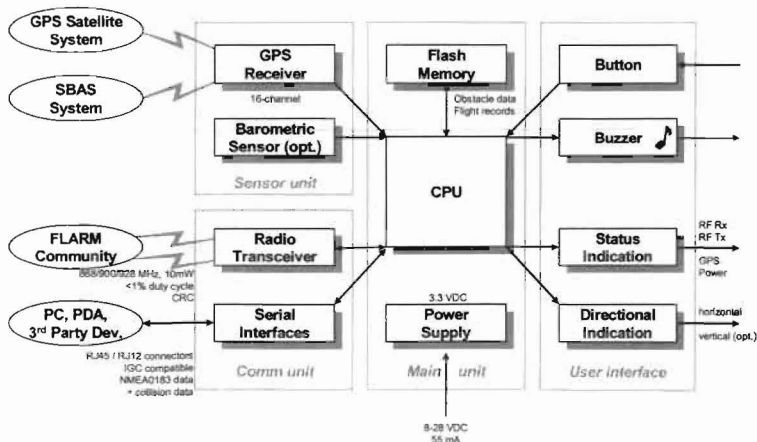 GPS Satellite
System
SBAS
System
FLARM
Community
868/900/928 MHz, 10mW
<1% duty cycle
CRC
PC, PDA,
3rd Party Dev.
RJ45 / RJ12 connectors
IGC compatible
NMEA0183 data
+ collision data
GPS
Receiver
16-channel
Barometric
Sensor (opt.)
Sensor unit
Radio
Transceiver
Serial
Interfaces
Comm unit
Flash
Memory
Obstacle data
Flight records
CPU
3.3 VDC
Power
Supply
Main unit
8-28 VDC
55 mA
Button
Buzzer
Status
Indication
RF Rx
RF Tx
GPS
Power
Directional
Indication
horizontal
vertical (opt.)
User interface